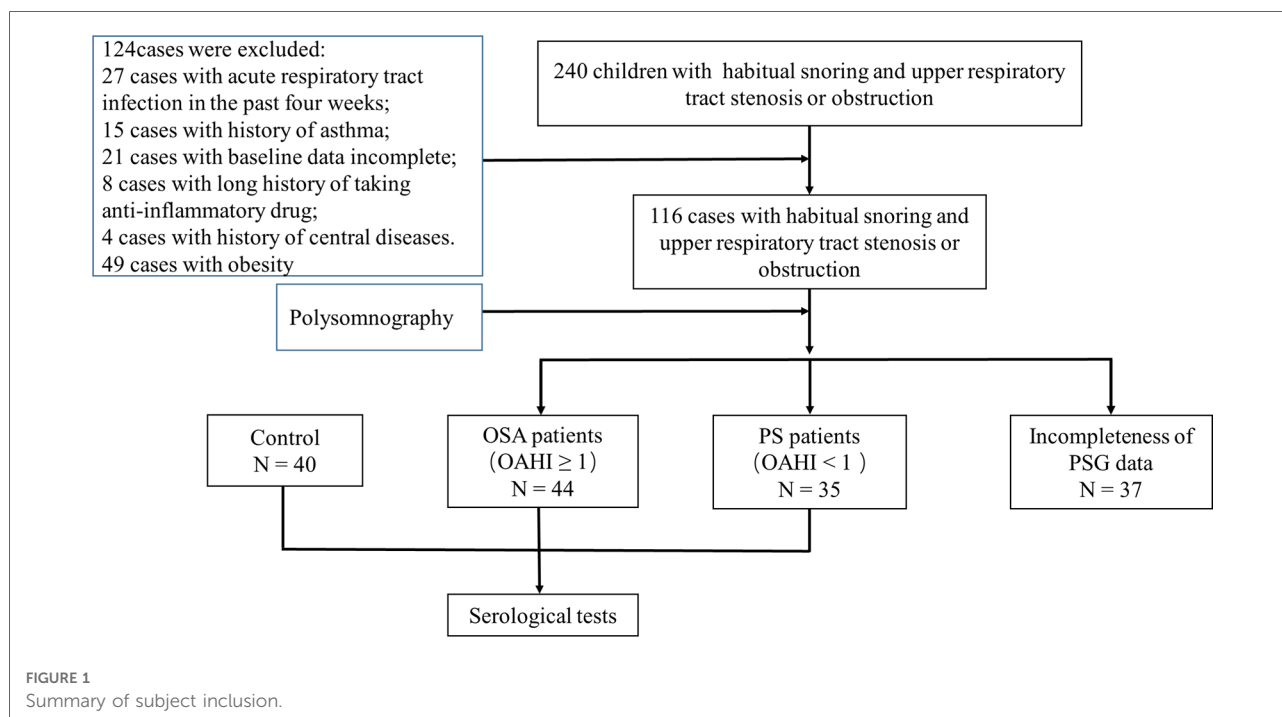 124cases were excluded:
27 cases with acute respiratory tract
infection in the past four weeks;
15 cases with history of asthma;
21 cases with baseline data incomplete;
8 cases with long history of taking
anti-inflammatory drug;
4 cases with history of central diseases.
49 cases with obesity
240 children with habitual snoring and upper respiratory
tract stenosis or obstruction
116 cases with habitual snoring and
upper respiratory tract stenosis or
obstruction
Polysomnography
Control
N = 40
OSA patients
（OAHI ≥ 1）
N = 44
PS patients
（OAHI < 1 ）
N = 35
Incompleteness of
PSG data
N = 37
Serological tests
FIGURE 1
Summary of subject inclusion.